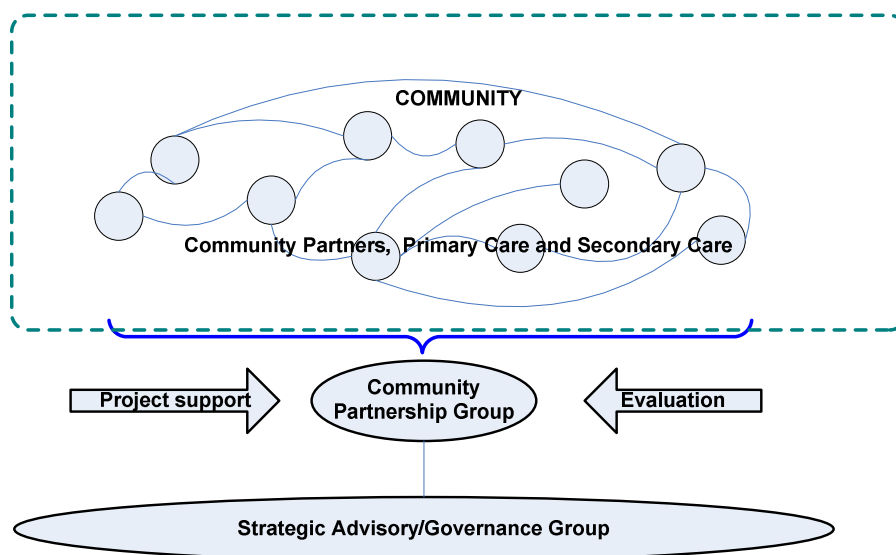 COMMUNITY
Community Partners, Primary Care and Secondary Care
Community
Partnership Group
Project support
Evaluation
Strategic Advisory/Governance Group